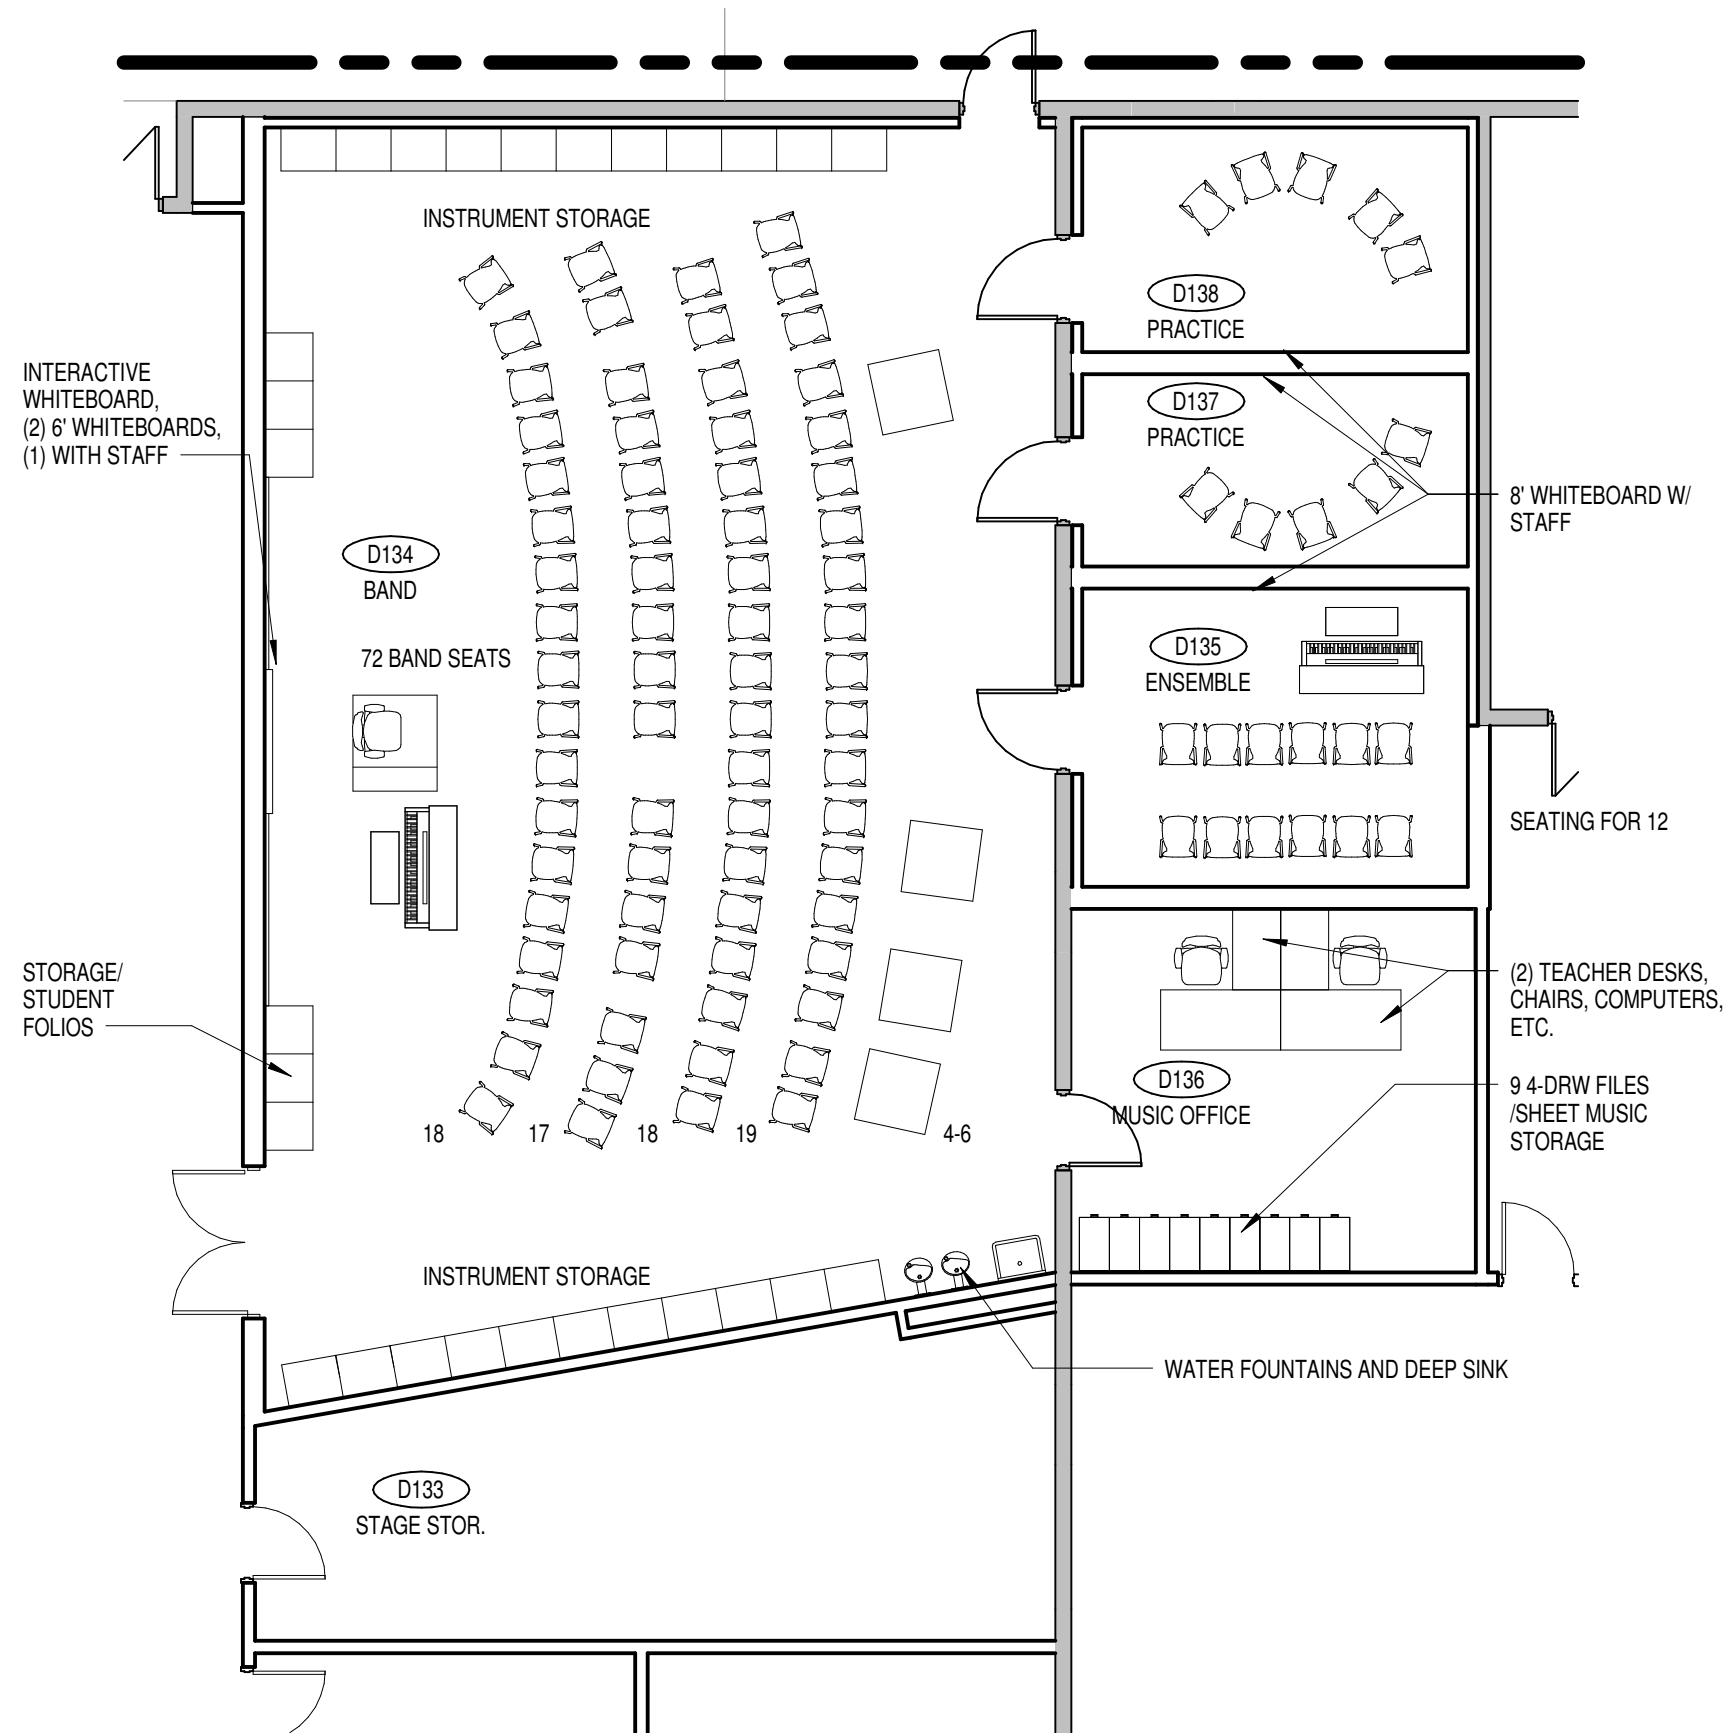 INSTRUMENT STORAGE
D138
PRACTICE
INTERACTIVE
WHITEBOARD,
(2) 6' WHITEBOARDS,
(1) WITH STAFF
D137
PRACTICE
8' WHITEBOARD W/
STAFF
D134
BAND
72 BAND SEATS
D135
ENSEMBLE
SEATING FOR 12
STORAGE/
STUDENT
FOLIOS
(2) TEACHER DESKS,
CHAIRS, COMPUTERS,
ETC.
D136
MUSIC OFFICE
9 4-DRW FILES
/SHEET MUSIC
STORAGE
18 17 18 19 4-6
INSTRUMENT STORAGE
WATER FOUNTAINS AND DEEP SINK
D133
STAGE STOR.